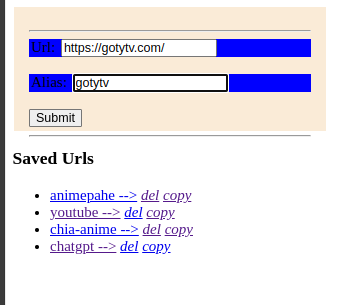 Url: https://gotytv.com/
Alias: gotytv
Submit
Saved Urls
animepahe --> del copy
youtube --> del copy
chia-anime --> del copy
chatgpt --> del copy